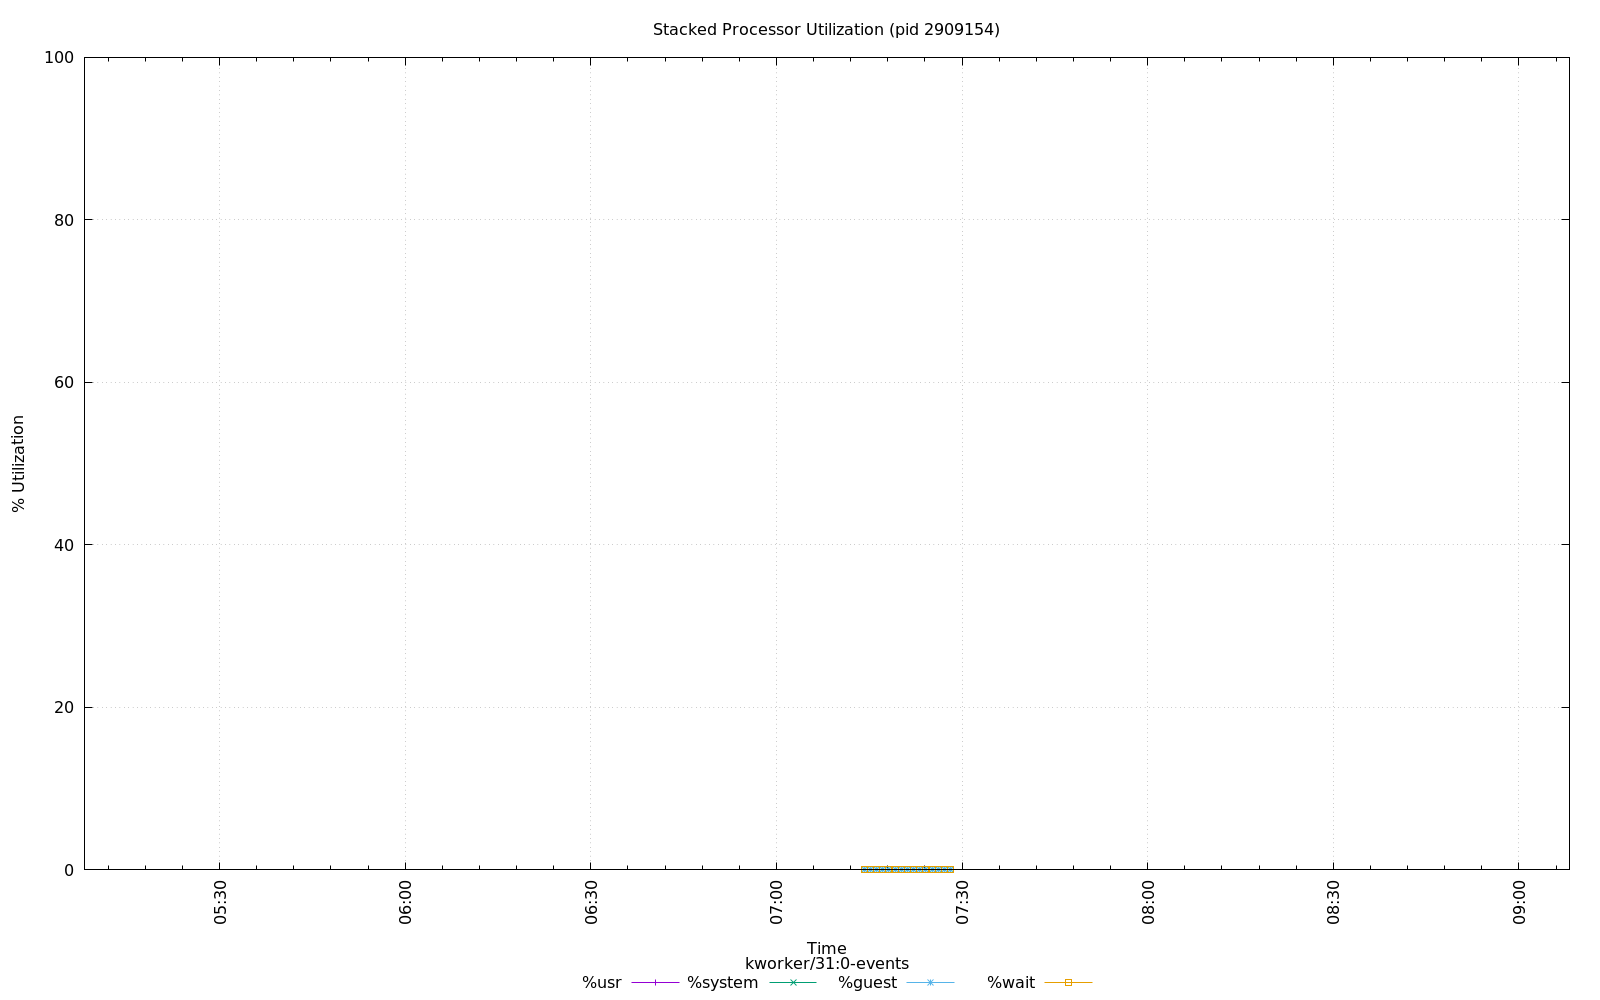 Stacked Processor Utilization (pid 2909154)
100
80
60
40
20
0
% Utilization
05:30
06:00
06:30
07:00
07:30
08:00
08:30
09:00
Time
kworker/31:0-events
%usr %system %guest %wait